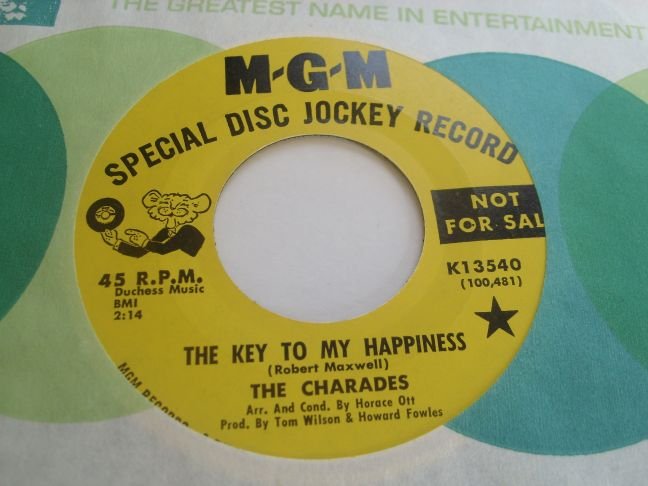 THE GREATEST NAME IN ENTERTAINMENT
M-G-M
SPECIAL DISC JOCKEY RECORD
NOT
FOR SAL
45 R.P.M.
Duchess Music
BMI
2:14
K13540
(100,481)
THE KEY TO MY HAPPINESS
(Robert Maxwell)
THE CHARADES
Arr. And Cond. By Horace Ott
Prod. By Tom Wilson & Howard Fowles
MGM RECORDS